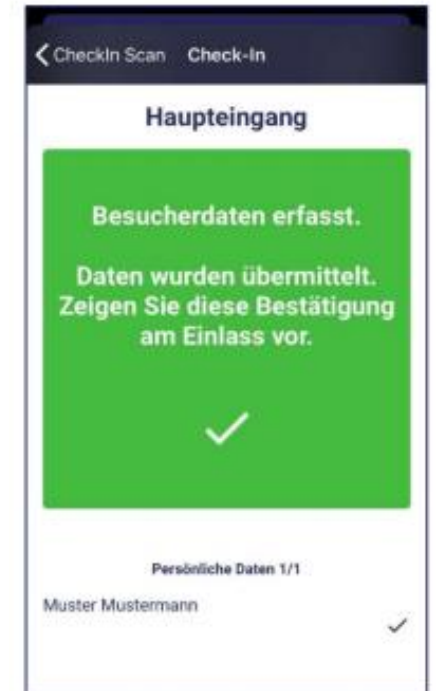 CheckIn Scan Check-In
Haupteingang
Besucherdaten erfasst.
Daten wurden übermittelt.
Zeigen Sie diese Bestätigung
am Einlass vor.
Persönliche Daten 1/1
Muster Mustermann